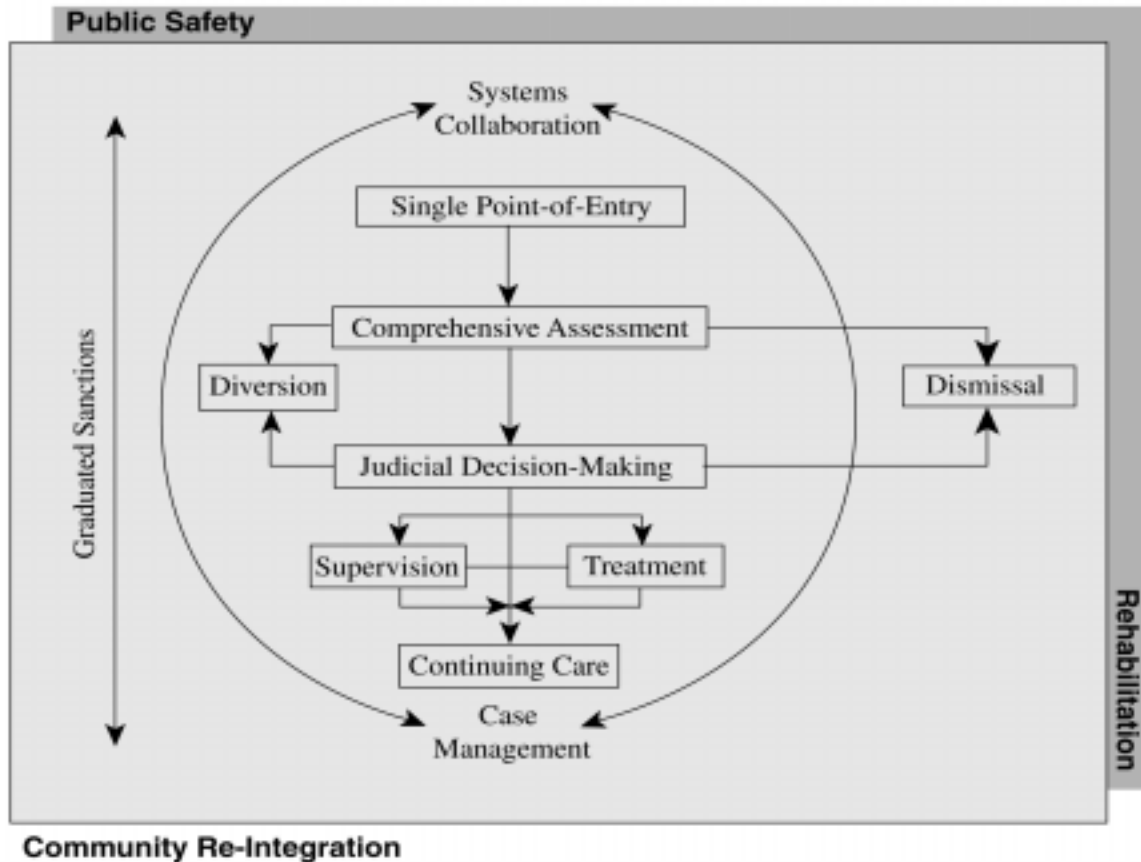 Public Safety
Systems
Collaboration
Single Point-of-Entry
Comprehensive Assessment
Diversion
Dismissal
Graduated Sanctions
Judicial Decision-Making
Supervision
Treatment
Continuing Care
Case
Management
Rehabilitation
Community Re-Integration